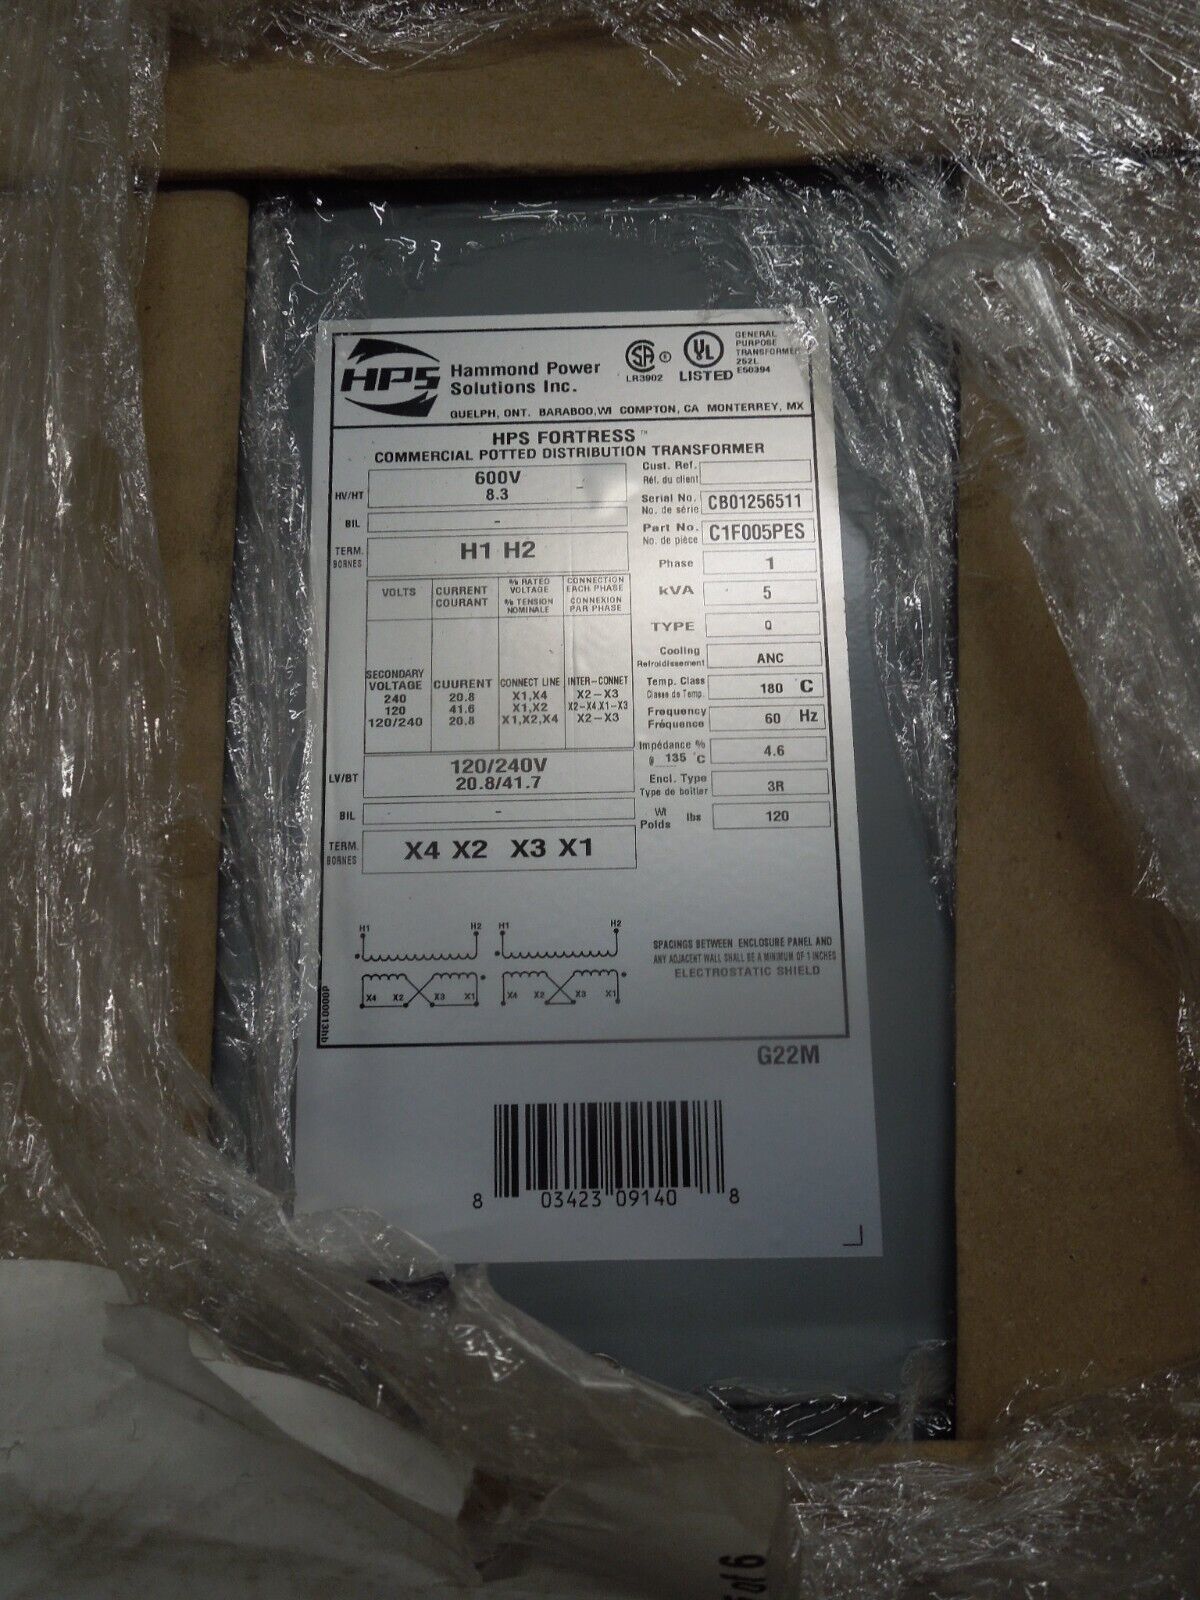 HPS
Hammond Power
Solutions Inc.
SA
LR3902
UL
LISTED
GENERAL
PURPOSE
TRANSFORMER
252L
E50394
GUELPH, ONT. BARABOO,WI COMPTON, CA MONTERREY, MX
HPS FORTRESS™
COMMERCIAL POTTED DISTRIBUTION TRANSFORMER
HV/HT
600V
8.3
BIL
-
TERM.
BORNES
H1 H2
VOLTS
CURRENT
COURANT
% RATED
VOLTAGE
% TENSION
NOMINALE
CONNECTION
EACH PHASE
CONNEXION
PAR PHASE
SECONDARY
VOLTAGE CUURENT CONNECT LINE INTER-CONNET
240 20.8 X1,X4 X2-X3
120 41.6 X1,X2 X2-X4,X1-X3
120/240 20.8 X1,X2,X4 X2-X3
LV/BT
120/240V
20.8/41.7
BIL
-
TERM.
BORNES
X4 X2 X3 X1
Cust. Ref.
Réf. du client
Serial No.
No. de série
CB01256511
Part No.
No. de pièce
C1F005PES
Phase 1
kVA 5
TYPE Q
Cooling
Refroidissement
ANC
Temp. Class
Classe de Temp.
180 C
Frequency
Fréquence
60 Hz
Impédance %
@ 135 °C
4.6
Encl. Type
Type de boîtier
3R
Wt
Poids lbs
120
H1 H2 H1 H2
X4 X2 X3 X1 X4 X2 X3 X1
SPACINGS BETWEEN ENCLOSURE PANEL AND
ANY ADJACENT WALL SHALL BE A MINIMUM OF 1 INCHES
ELECTROSTATIC SHIELD
d000013hb
G22M
8 03423 09140 8
of 6